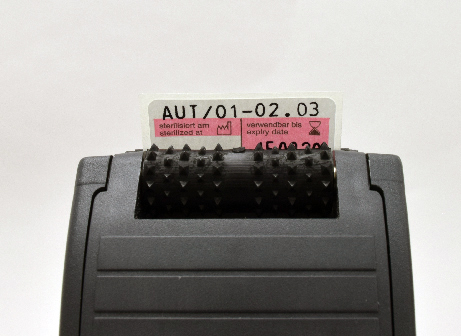 AUT/01-02.03
sterilisiert am verwendbar bis
sterilized at expiry date